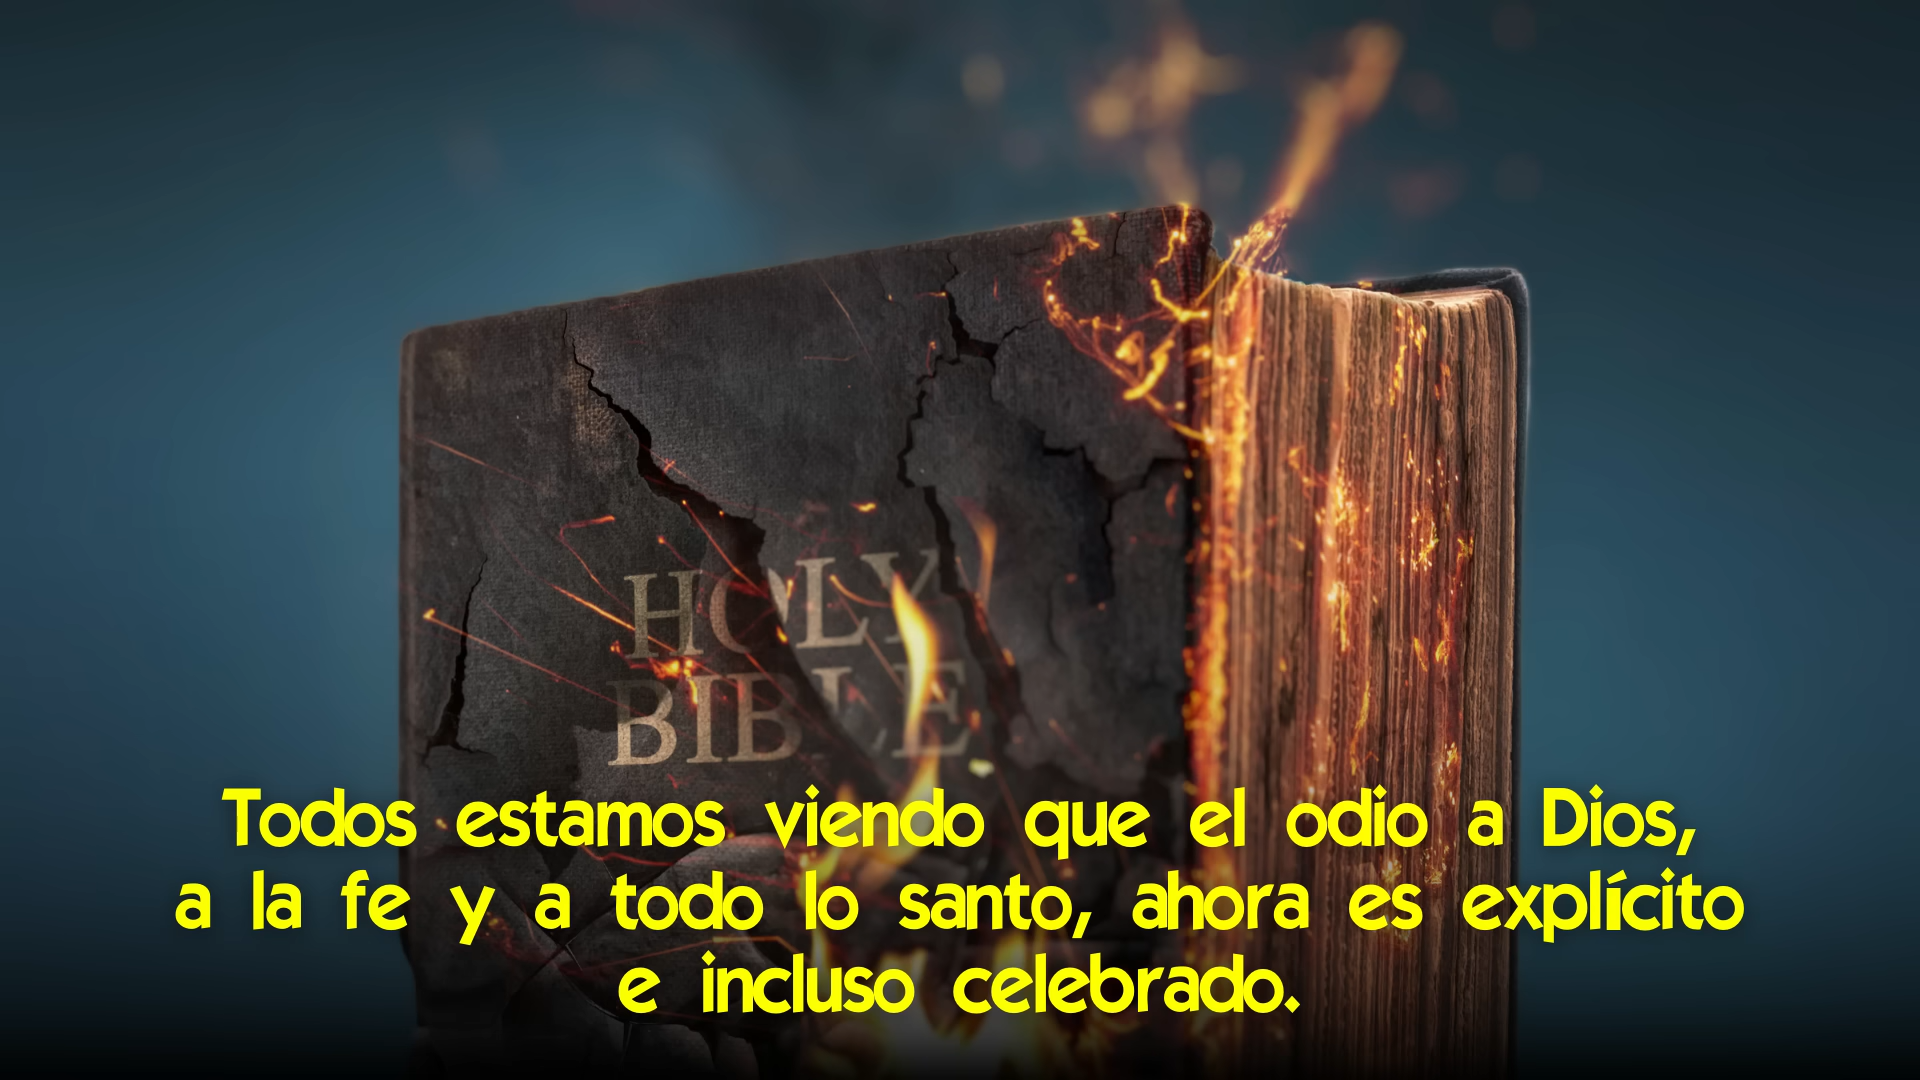 HOLY
BIBLE
Todos estamos viendo que el odio a Dios,
a la fe y a todo lo santo, ahora es explícito
e incluso celebrado.